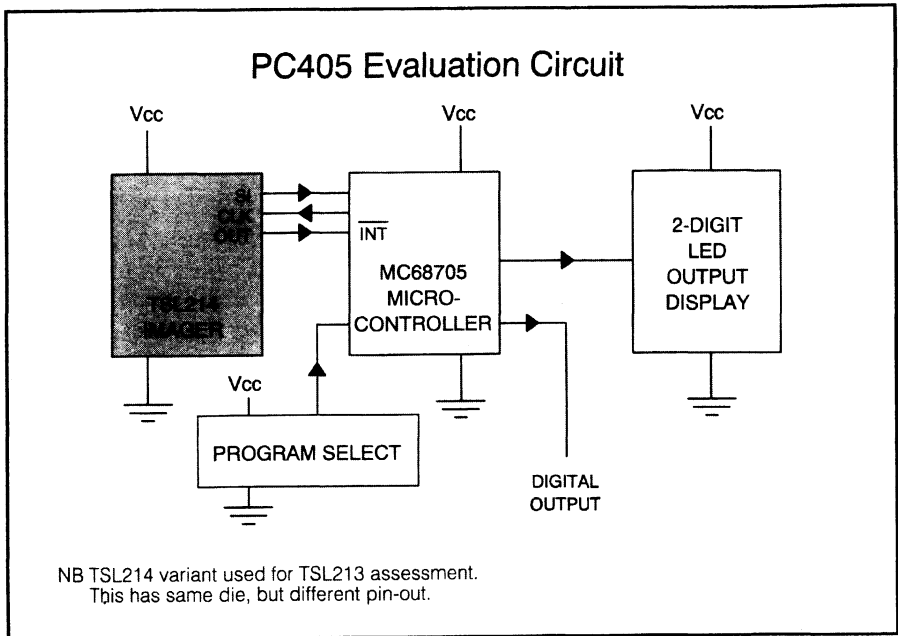 PC405 Evaluation Circuit
Vcc
Vcc
Vcc
SI
CLK
OUT
TSL214
IMAGER
INT
MC68705
MICRO-
CONTROLLER
2-DIGIT
LED
OUTPUT
DISPLAY
Vcc
PROGRAM SELECT
DIGITAL
OUTPUT
NB TSL214 variant used for TSL213 assessment.
This has same die, but different pin-out.